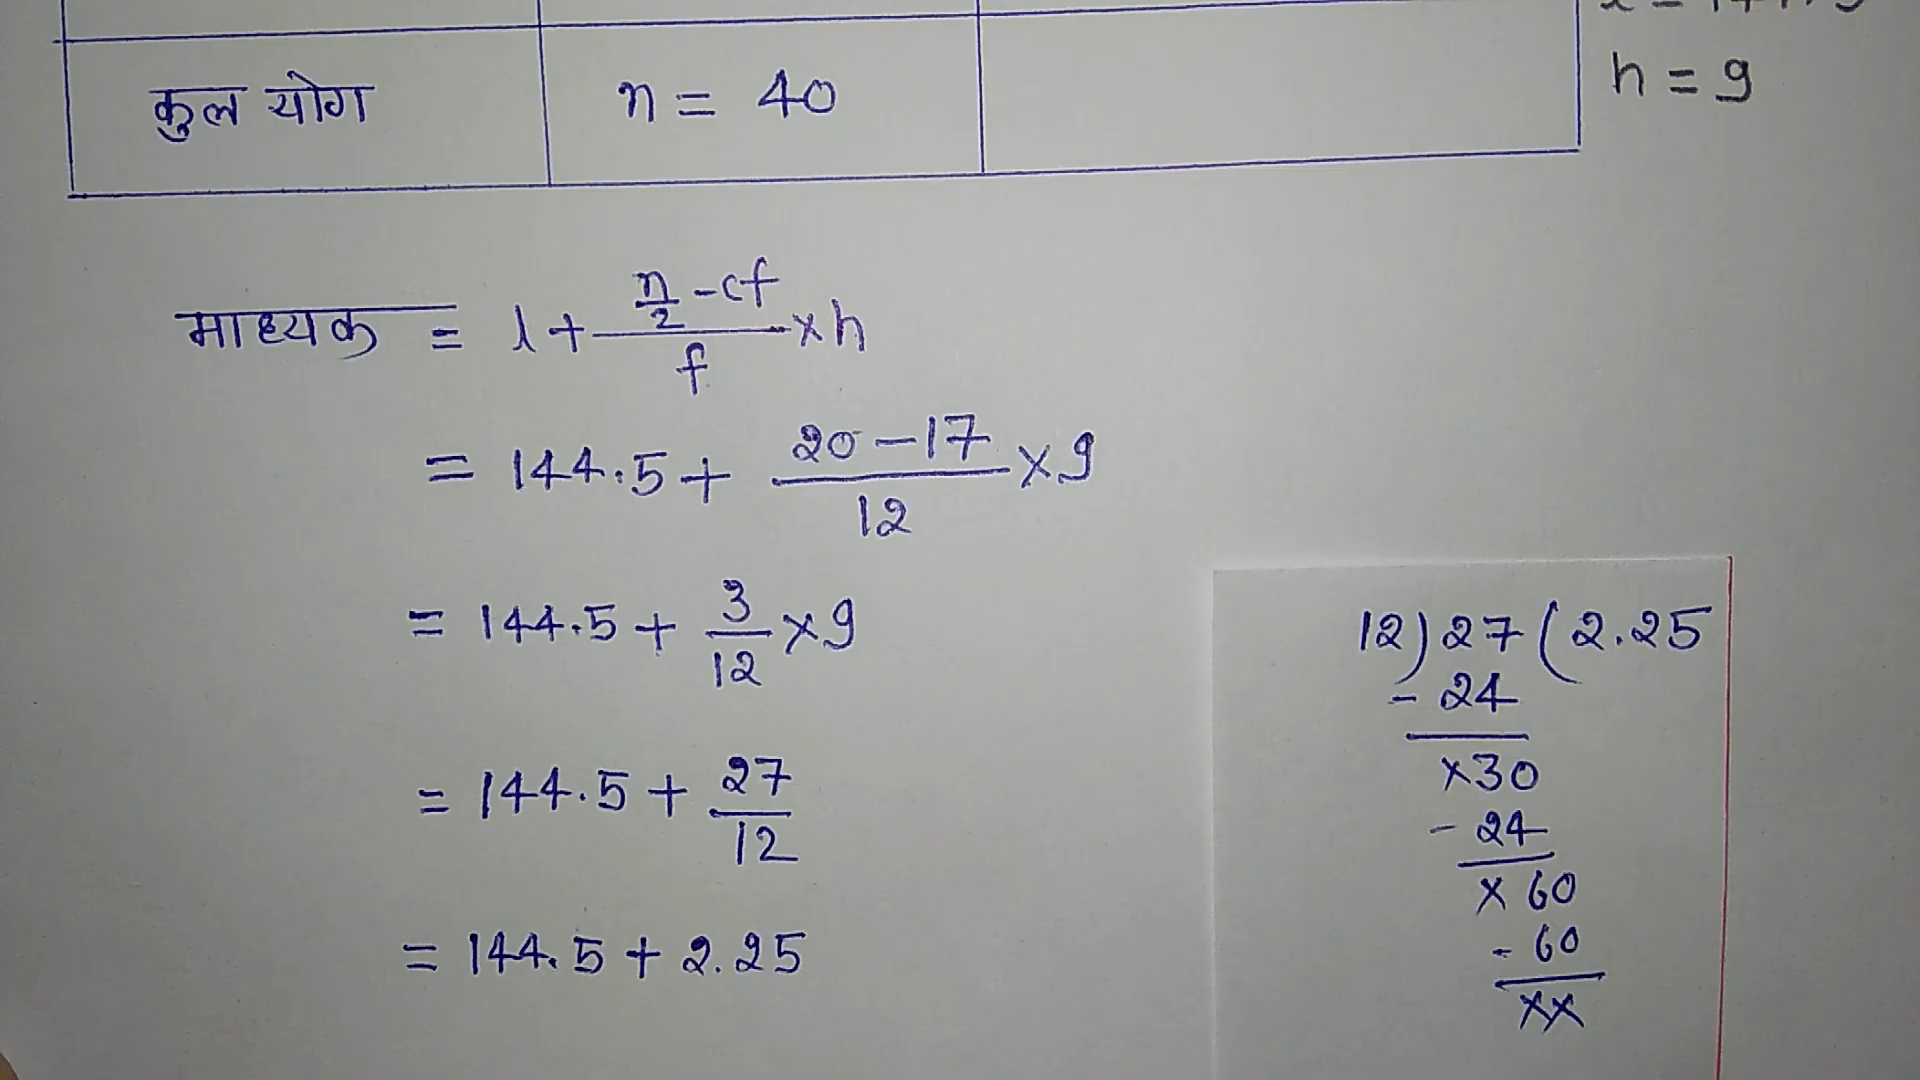 कुल योग n = 40
h = 9
माध्यक = l + (n/2 - cf)/f × h
= 144.5 + (20 - 17)/12 × 9
= 144.5 + 3/12 × 9
= 144.5 + 27/12
= 144.5 + 2.25
12 ) 27 ( 2.25
- 24
×30
- 24
× 60
- 60
××